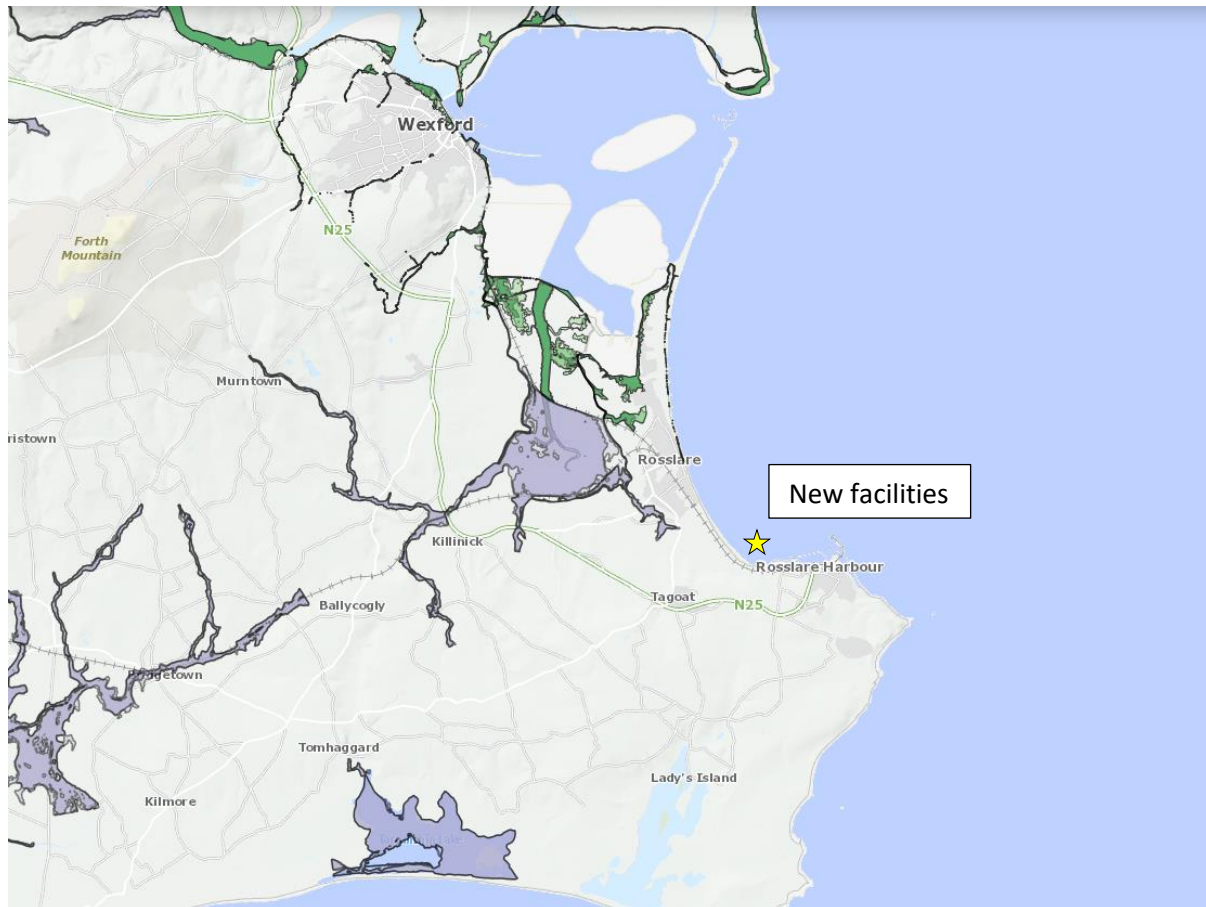 Wexford
N25
Forth
Mountain
Murntown
ristown
Rosslare
New facilities
Killinick
Rosslare Harbour
Tagoat
N25
Ballycogly
Tomhaggard
Lady's Island
Kilmore